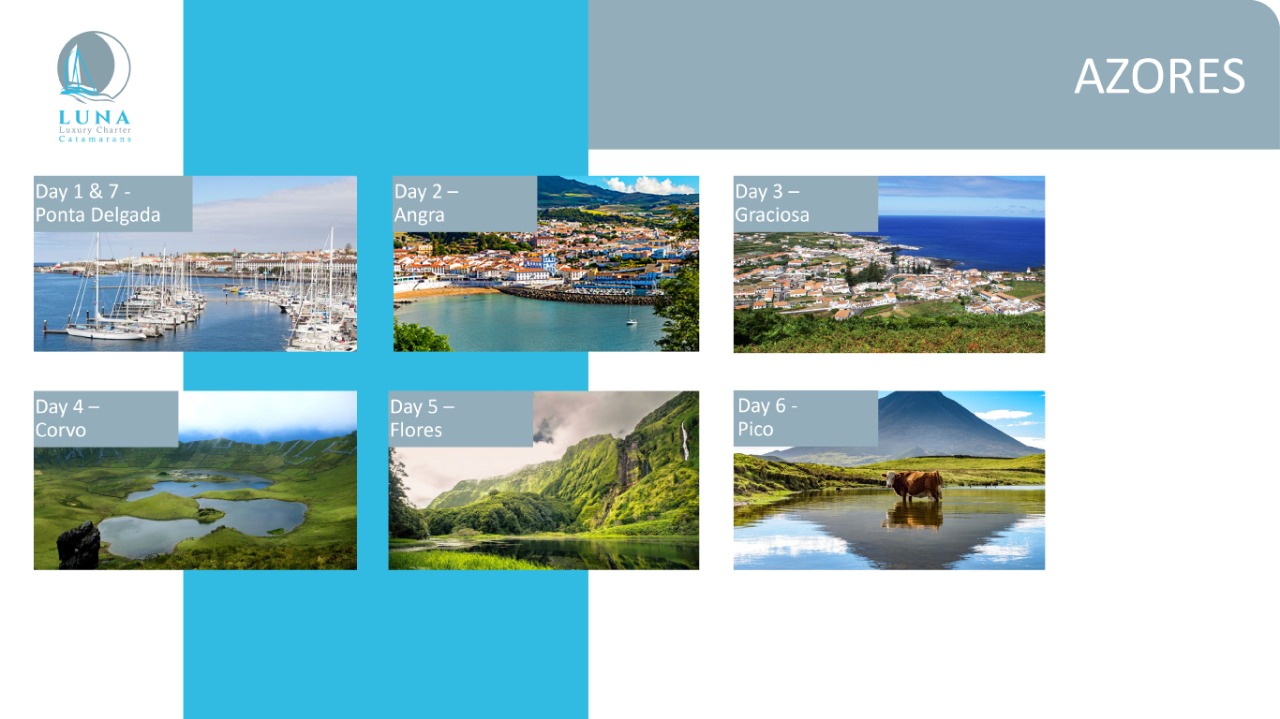 LUNA
Luxury Charter
Catamarans
AZORES
Day 1 & 7 -
Ponta Delgada
Day 2 –
Angra
Day 3 –
Graciosa
Day 4 –
Corvo
Day 5 –
Flores
Day 6 -
Pico